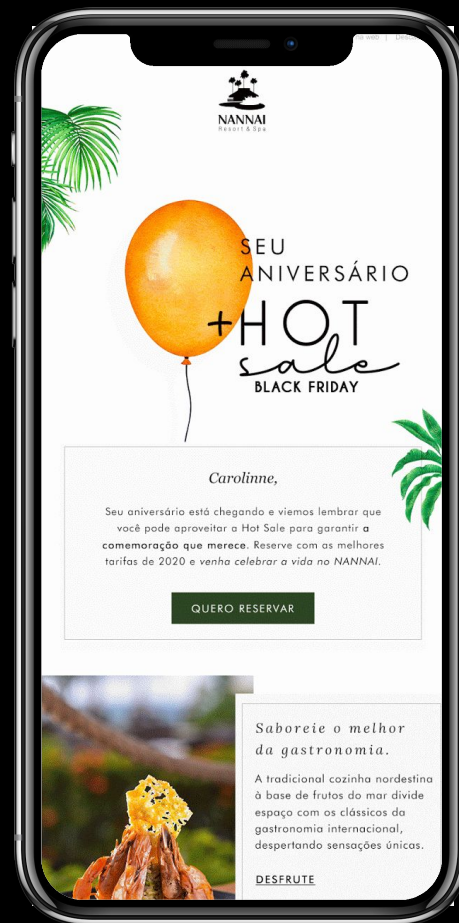 na web |
NANNAI
Resort & Spa
SEU
ANIVERSÁRIO
+HOT
sale
BLACK FRIDAY
Carolinne,
Seu aniversário está chegando e viemos lembrar que
você pode aproveitar a Hot Sale para garantir a
comemoração que merece. Reserve com as melhores
tarifas de 2020 e venha celebrar a vida no NANNAI.
QUERO RESERVAR
Saboreie o melhor
da gastronomia.
A tradicional cozinha nordestina
à base de frutos do mar divide
espaço com os clássicos da
gastronomia internacional,
despertando sensações únicas.
DESFRUTE